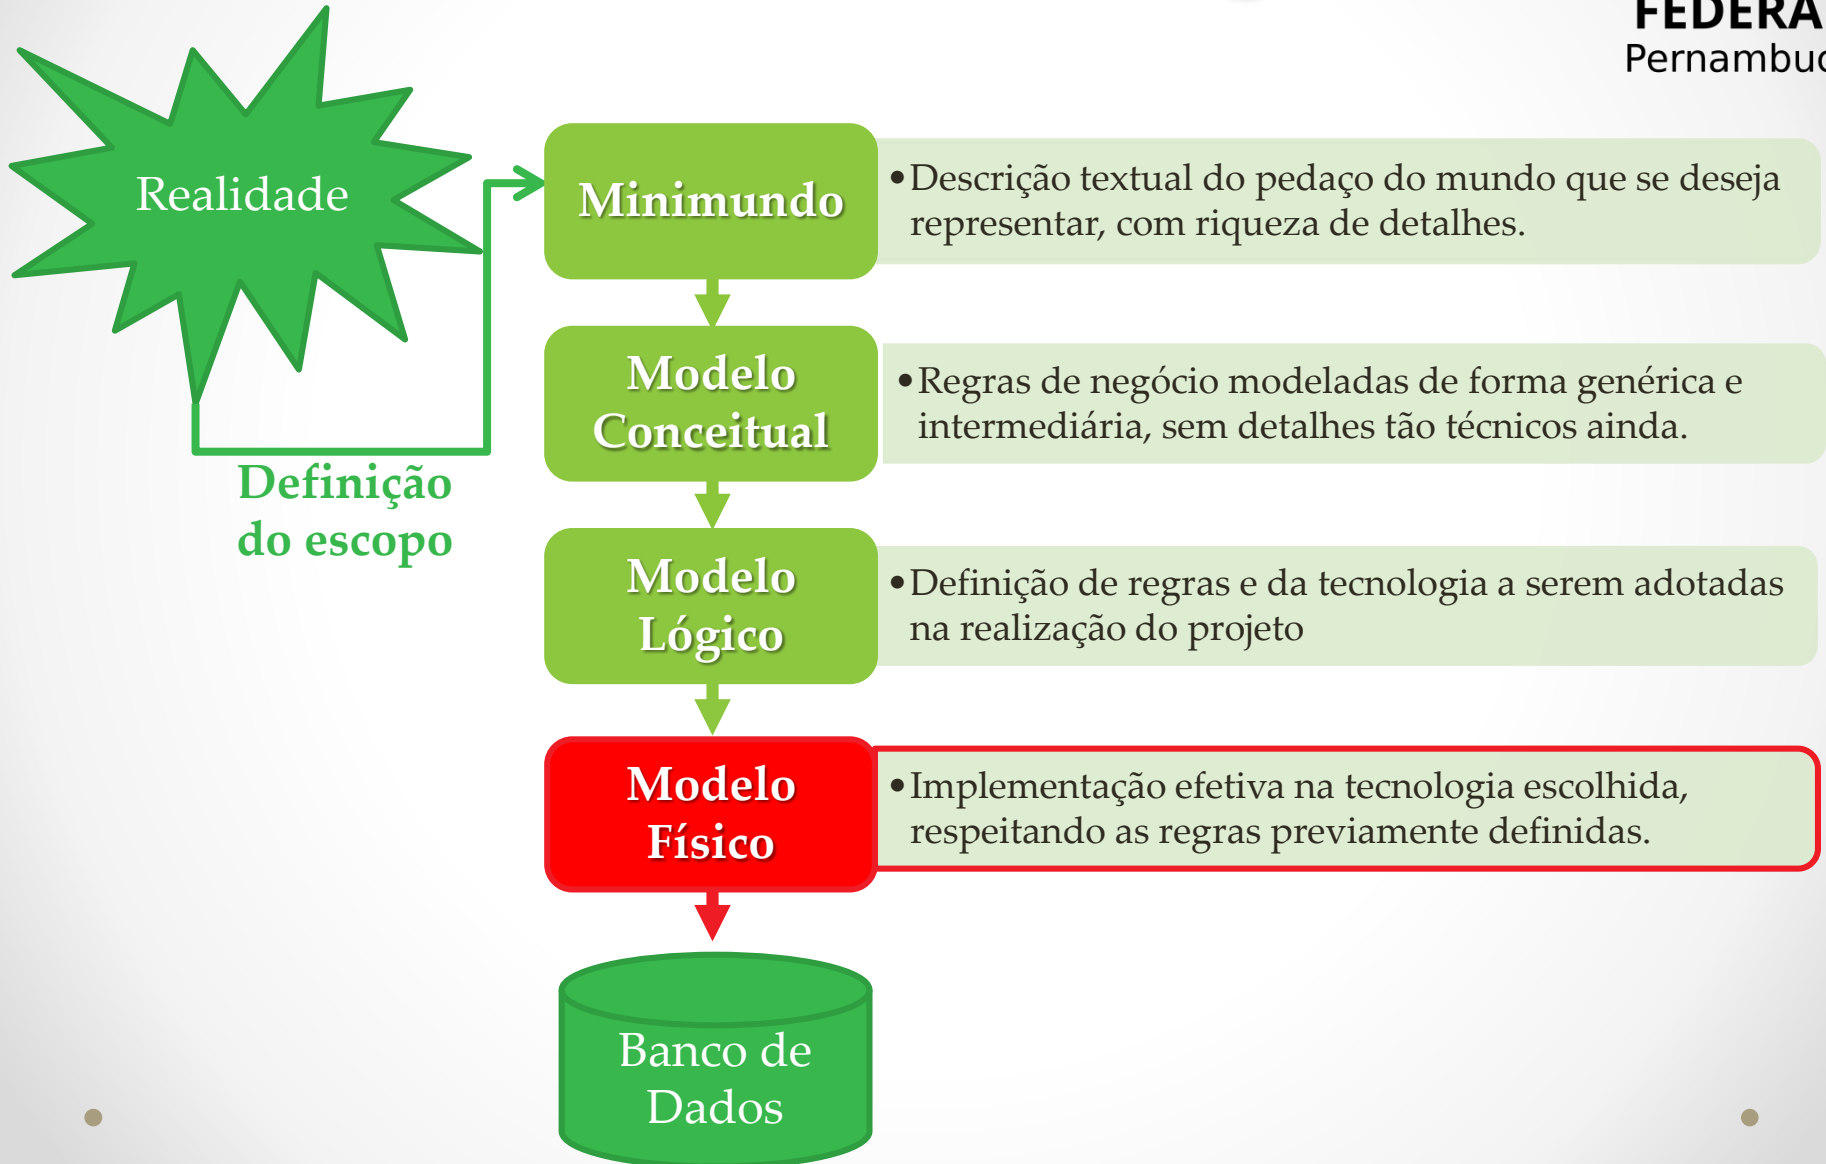 FEDERA
Pernambuc
Realidade
Minimundo
•Descrição textual do pedaço do mundo que se deseja
representar, com riqueza de detalhes.
Modelo
Conceitual
•Regras de negócio modeladas de forma genérica e
intermediária, sem detalhes tão técnicos ainda.
Definição
do escopo
Modelo
Lógico
•Definição de regras e da tecnologia a serem adotadas
na realização do projeto
Modelo
Físico
•Implementação efetiva na tecnologia escolhida,
respeitando as regras previamente definidas.
Banco de
Dados